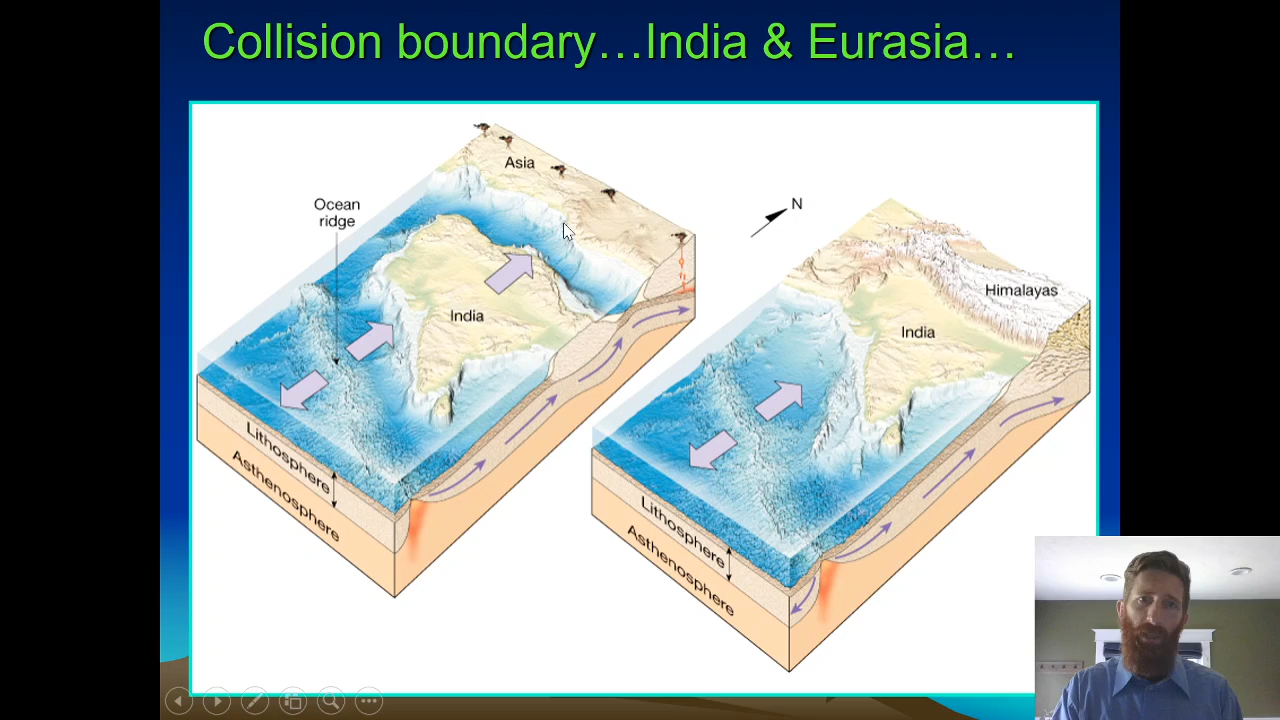 Collision boundary…India & Eurasia…
Asia
Ocean
ridge
India
Lithosphere
Asthenosphere
N
Himalayas
India
Lithosphere
Asthenosphere